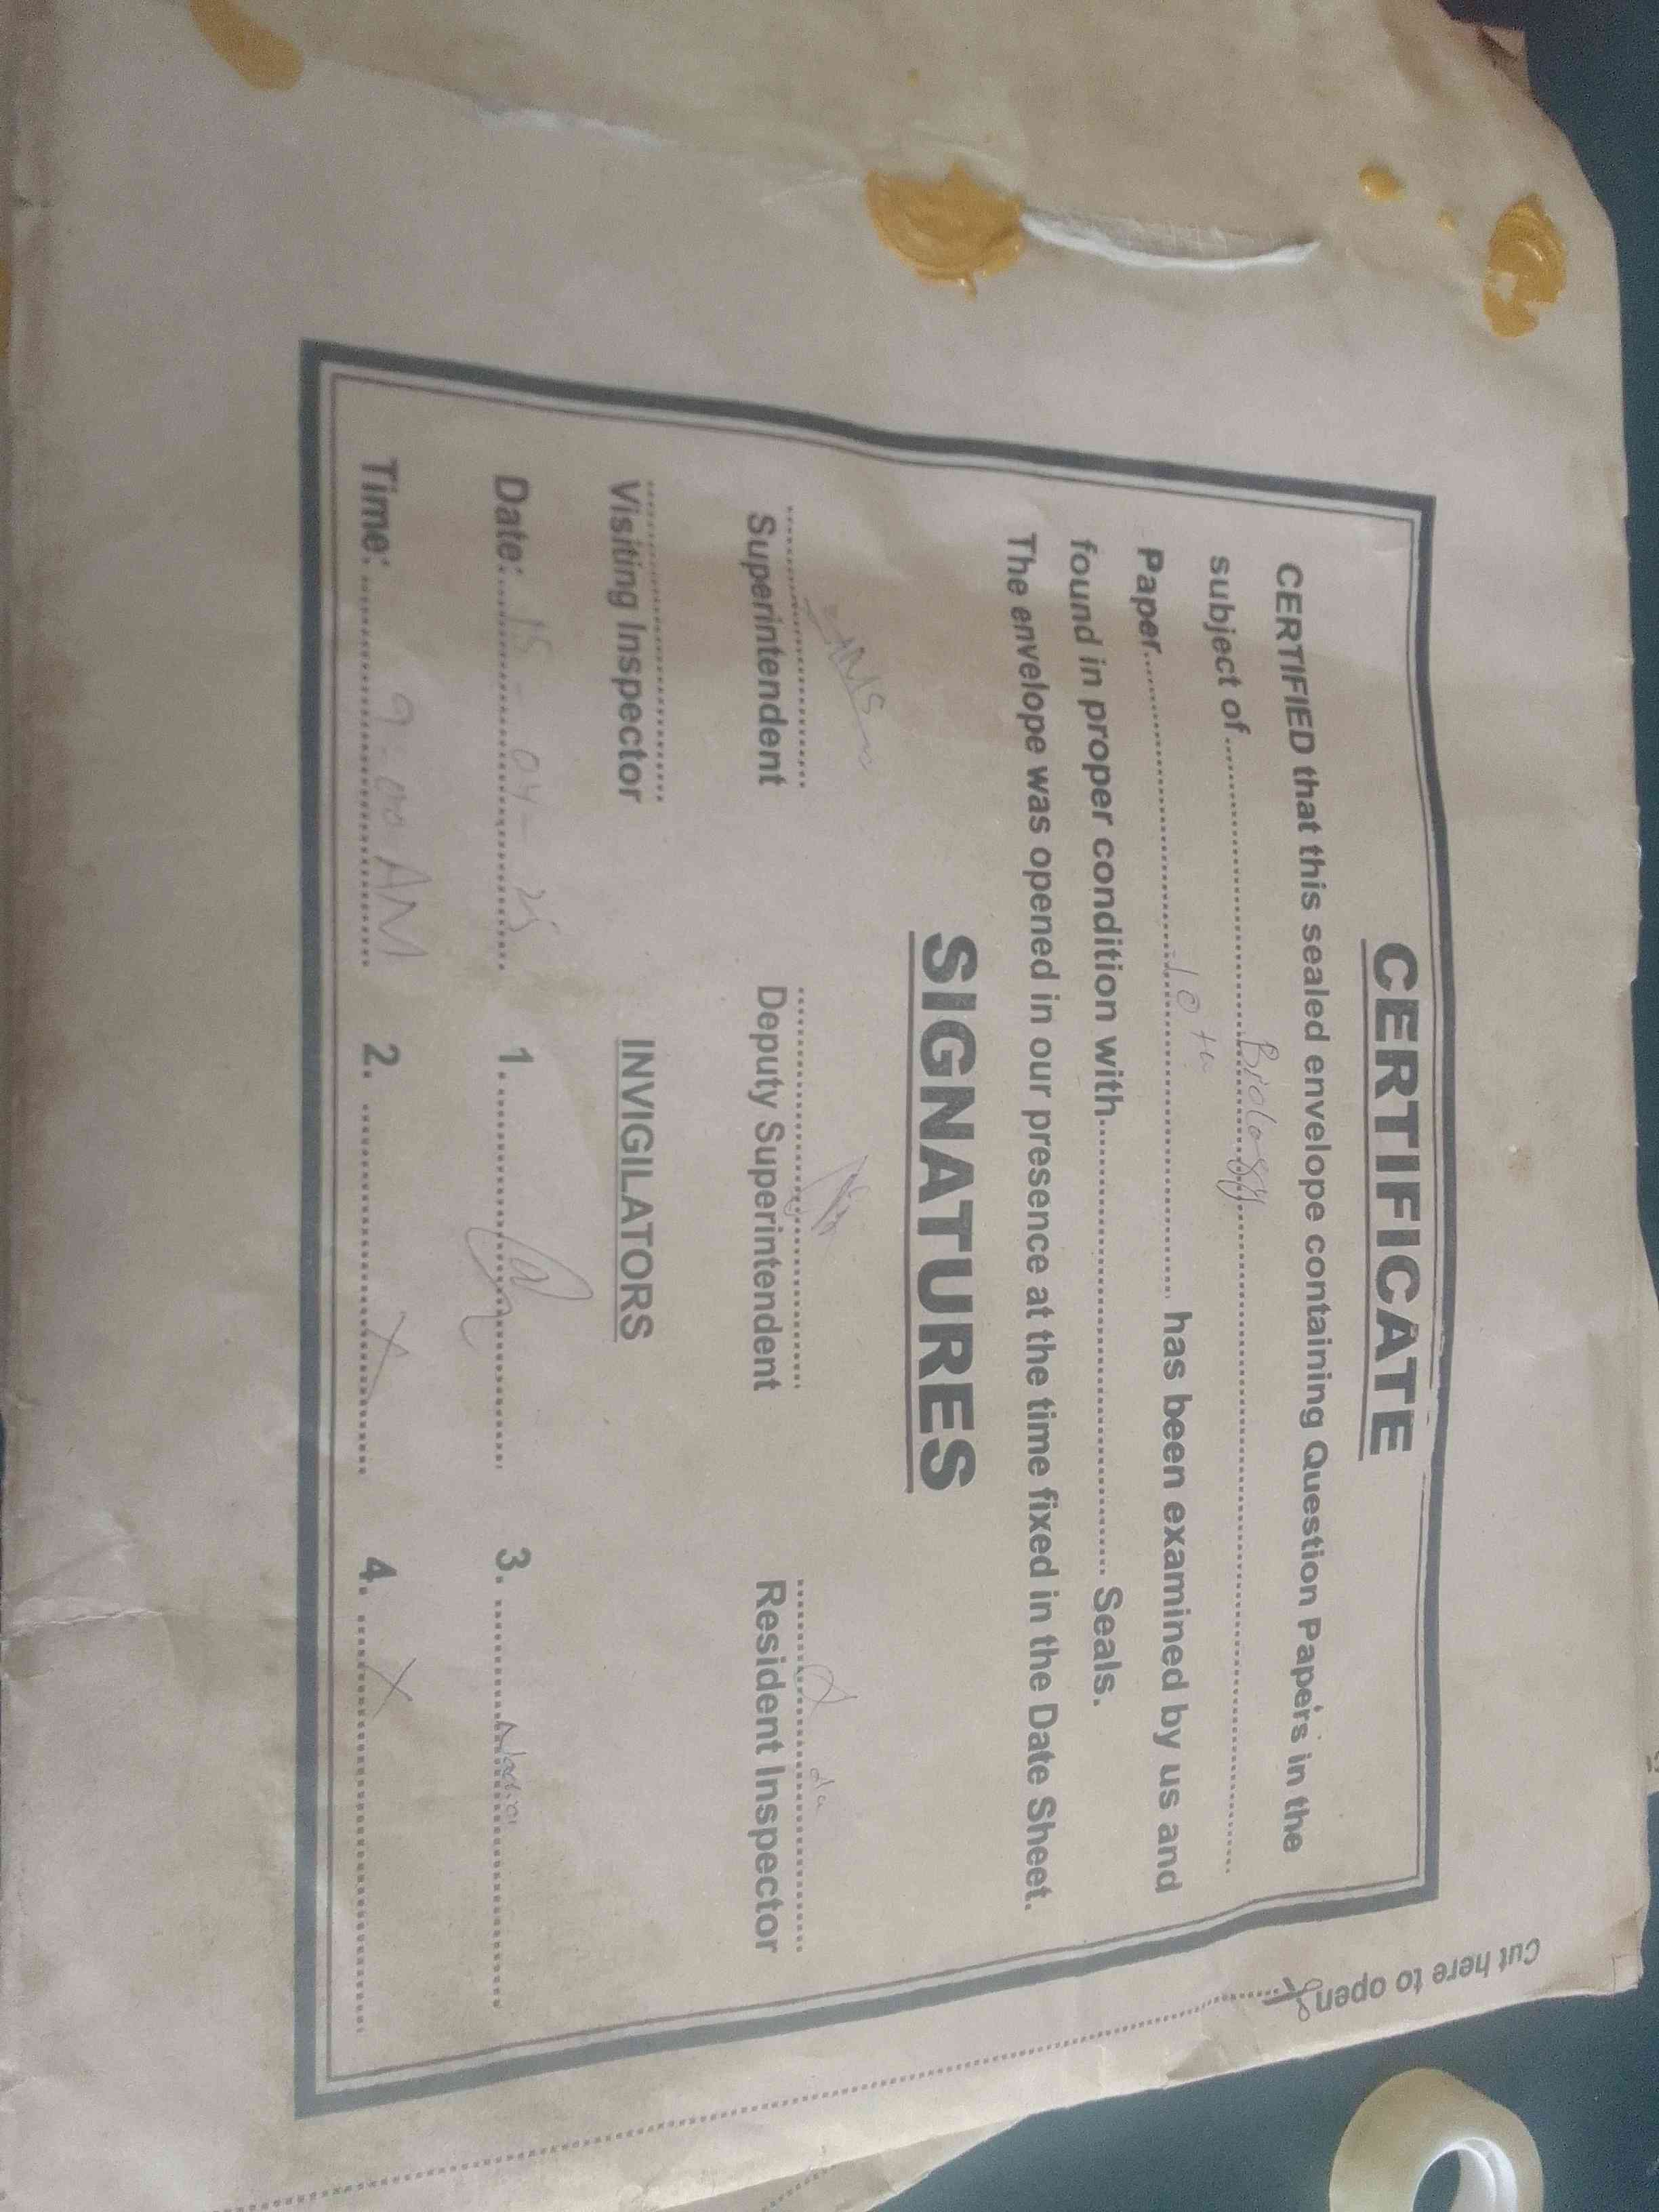 CERTIFICATE
CERTIFIED that this sealed envelope containing Question Papers in the
subject of.......Biology.......
Paper.......10th....... has been examined by us and
found in proper condition with.............. Seals.
The envelope was opened in our presence at the time fixed in the Date Sheet.
SIGNATURES
Superintendent Deputy Superintendent Resident Inspector
Visiting Inspector INVIGILATORS
Date: 15-04-25 1. 3.
Time: 9:00 AM 2. X 4. X
Cut here to open